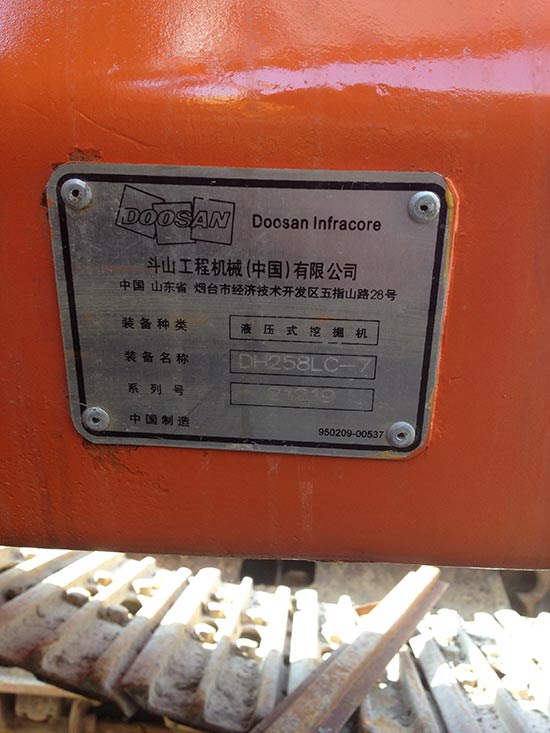 DOOSAN Doosan Infracore
斗山工程机械(中国)有限公司
中国 山东省 烟台市经济技术开发区五指山路28号
装备种类 液压式挖掘机
装备名称 DH258LC-7
系列号 21219
中国制造 950209-00537